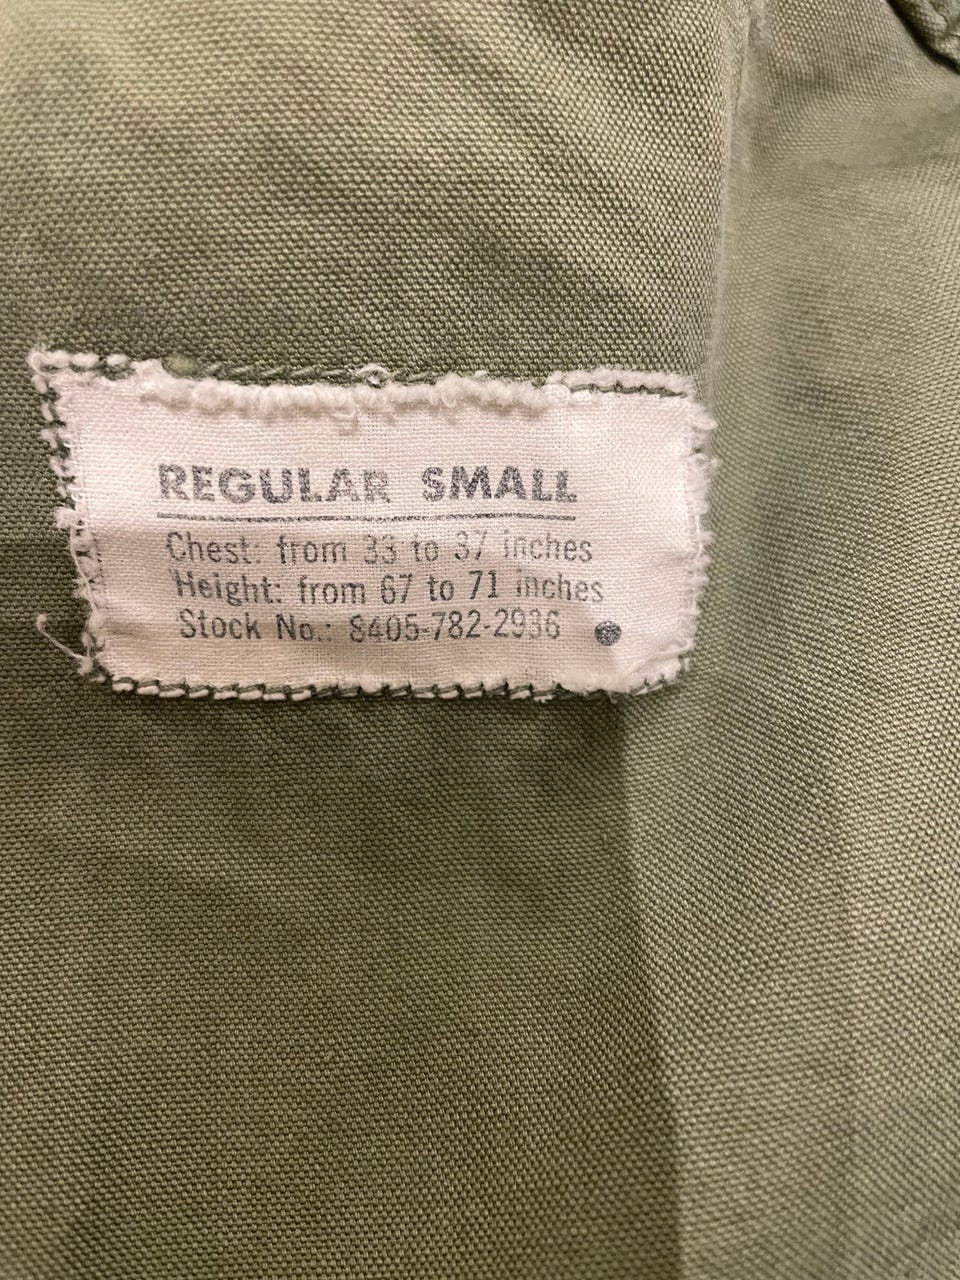 REGULAR SMALL
Chest: from 33 to 37 inches
Height: from 67 to 71 inches
Stock No.: 8405-782-2936